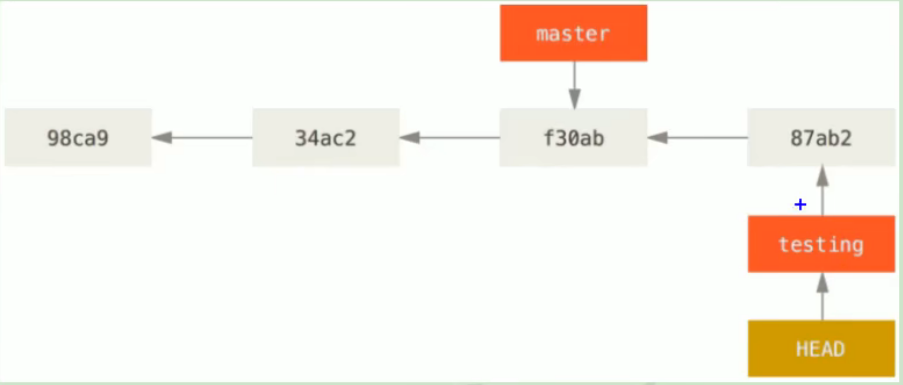 master
98ca9
34ac2
f30ab
87ab2
testing
HEAD